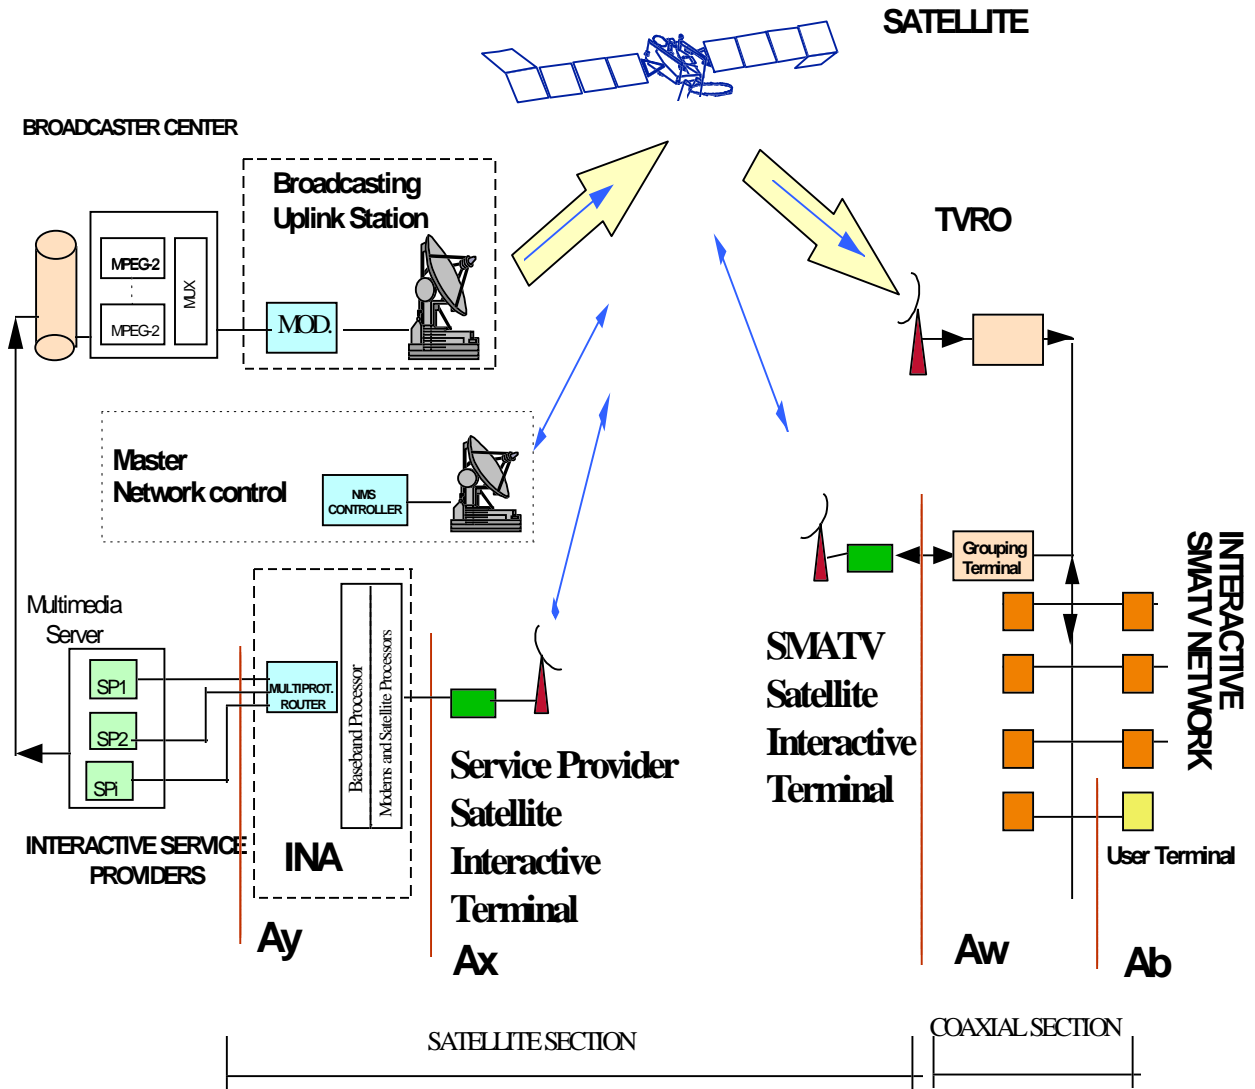 SATELLITE
BROADCASTER CENTER
Broadcasting
Uplink Station
TVRO
MPEG-2
MUX
MPEG-2
MOD.
Master
Network control
NMS
CONTROLLER
Grouping
Terminal
INTERACTIVE
SMATV NETWORK
Multimedia
Server
SP1
SP2
SPi
MULTIPROT.
ROUTER
Baseband Processor
Modems and Satellite Processors
SMATV
Satellite
Interactive
Terminal
Service Provider
Satellite
Interactive
Terminal
INTERACTIVE SERVICE
PROVIDERS
INA
User Terminal
Ay
Ax
Aw
Ab
SATELLITE SECTION
COAXIAL SECTION